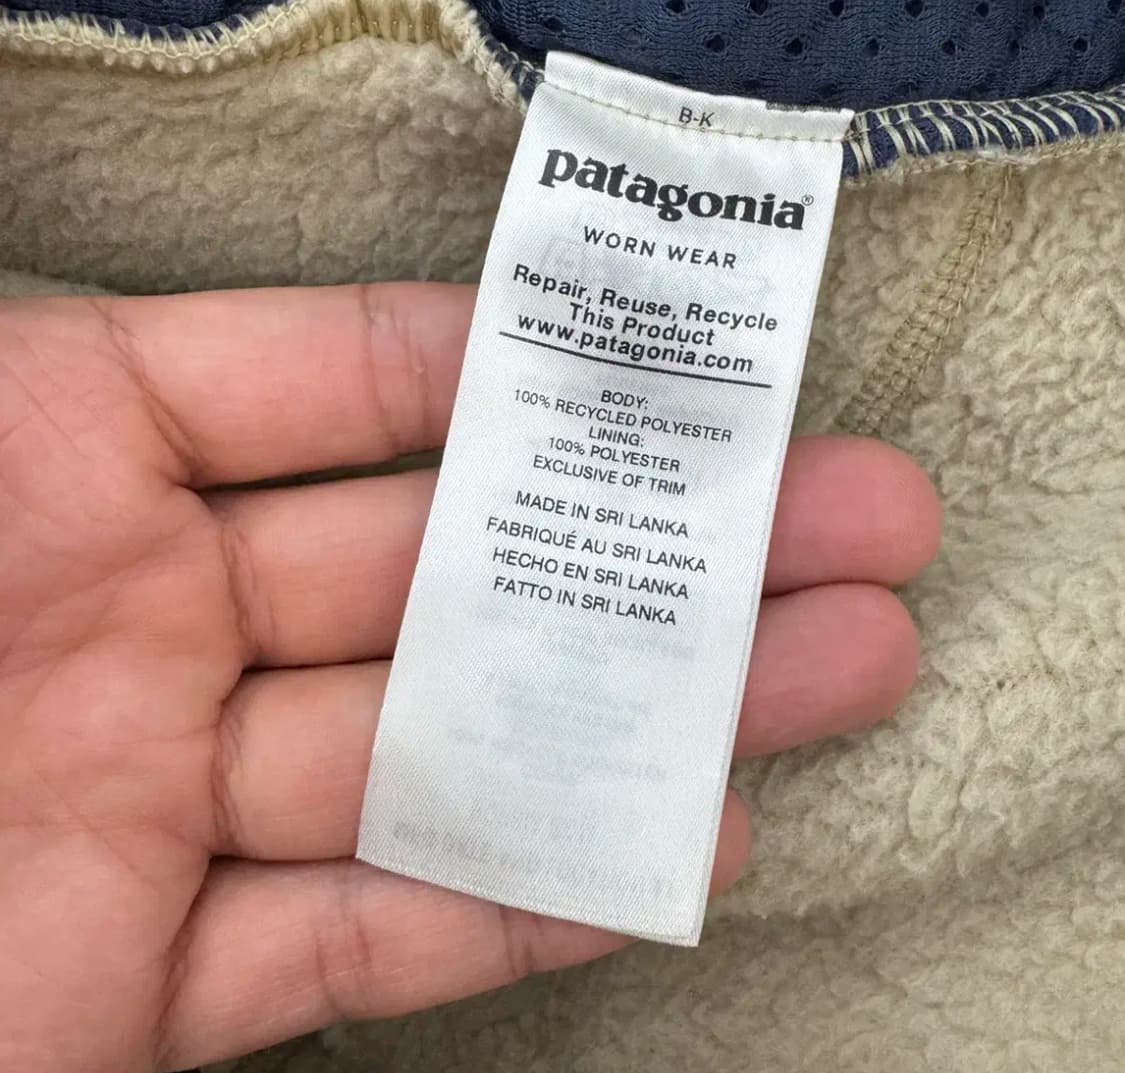 B-K
patagonia®
WORN WEAR
Repair, Reuse, Recycle
This Product
www.patagonia.com
BODY:
100% RECYCLED POLYESTER
LINING:
100% POLYESTER
EXCLUSIVE OF TRIM
MADE IN SRI LANKA
FABRIQUÉ AU SRI LANKA
HECHO EN SRI LANKA
FATTO IN SRI LANKA